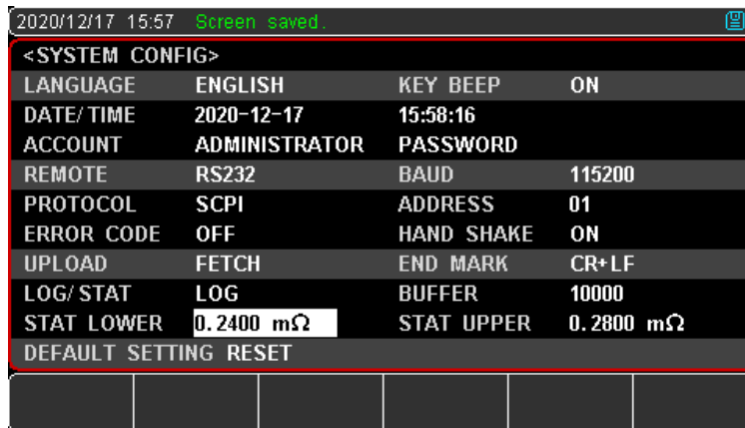 2020/12/17 15:57 Screen saved.
<SYSTEM CONFIG>
LANGUAGE ENGLISH KEY BEEP ON
DATE/TIME 2020-12-17 15:58:16
ACCOUNT ADMINISTRATOR PASSWORD
REMOTE RS232 BAUD 115200
PROTOCOL SCPI ADDRESS 01
ERROR CODE OFF HAND SHAKE ON
UPLOAD FETCH END MARK CR+LF
LOG/STAT LOG BUFFER 10000
STAT LOWER 0.2400 mΩ STAT UPPER 0.2800 mΩ
DEFAULT SETTING RESET